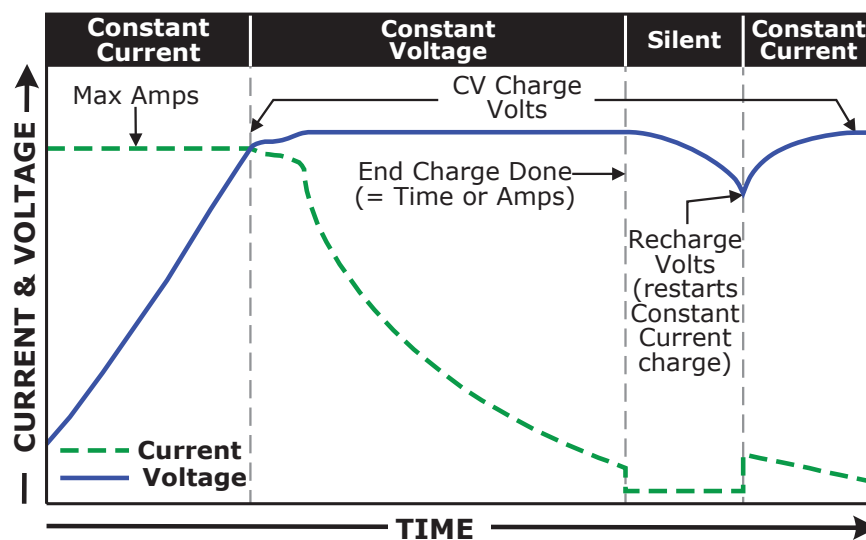 Constant
Current
Constant
Voltage
Silent
Constant
Current
Max Amps
CV Charge
Volts
End Charge Done
(= Time or Amps)
Recharge
Volts
(restarts
Constant
Current
charge)
CURRENT & VOLTAGE
Current
Voltage
TIME